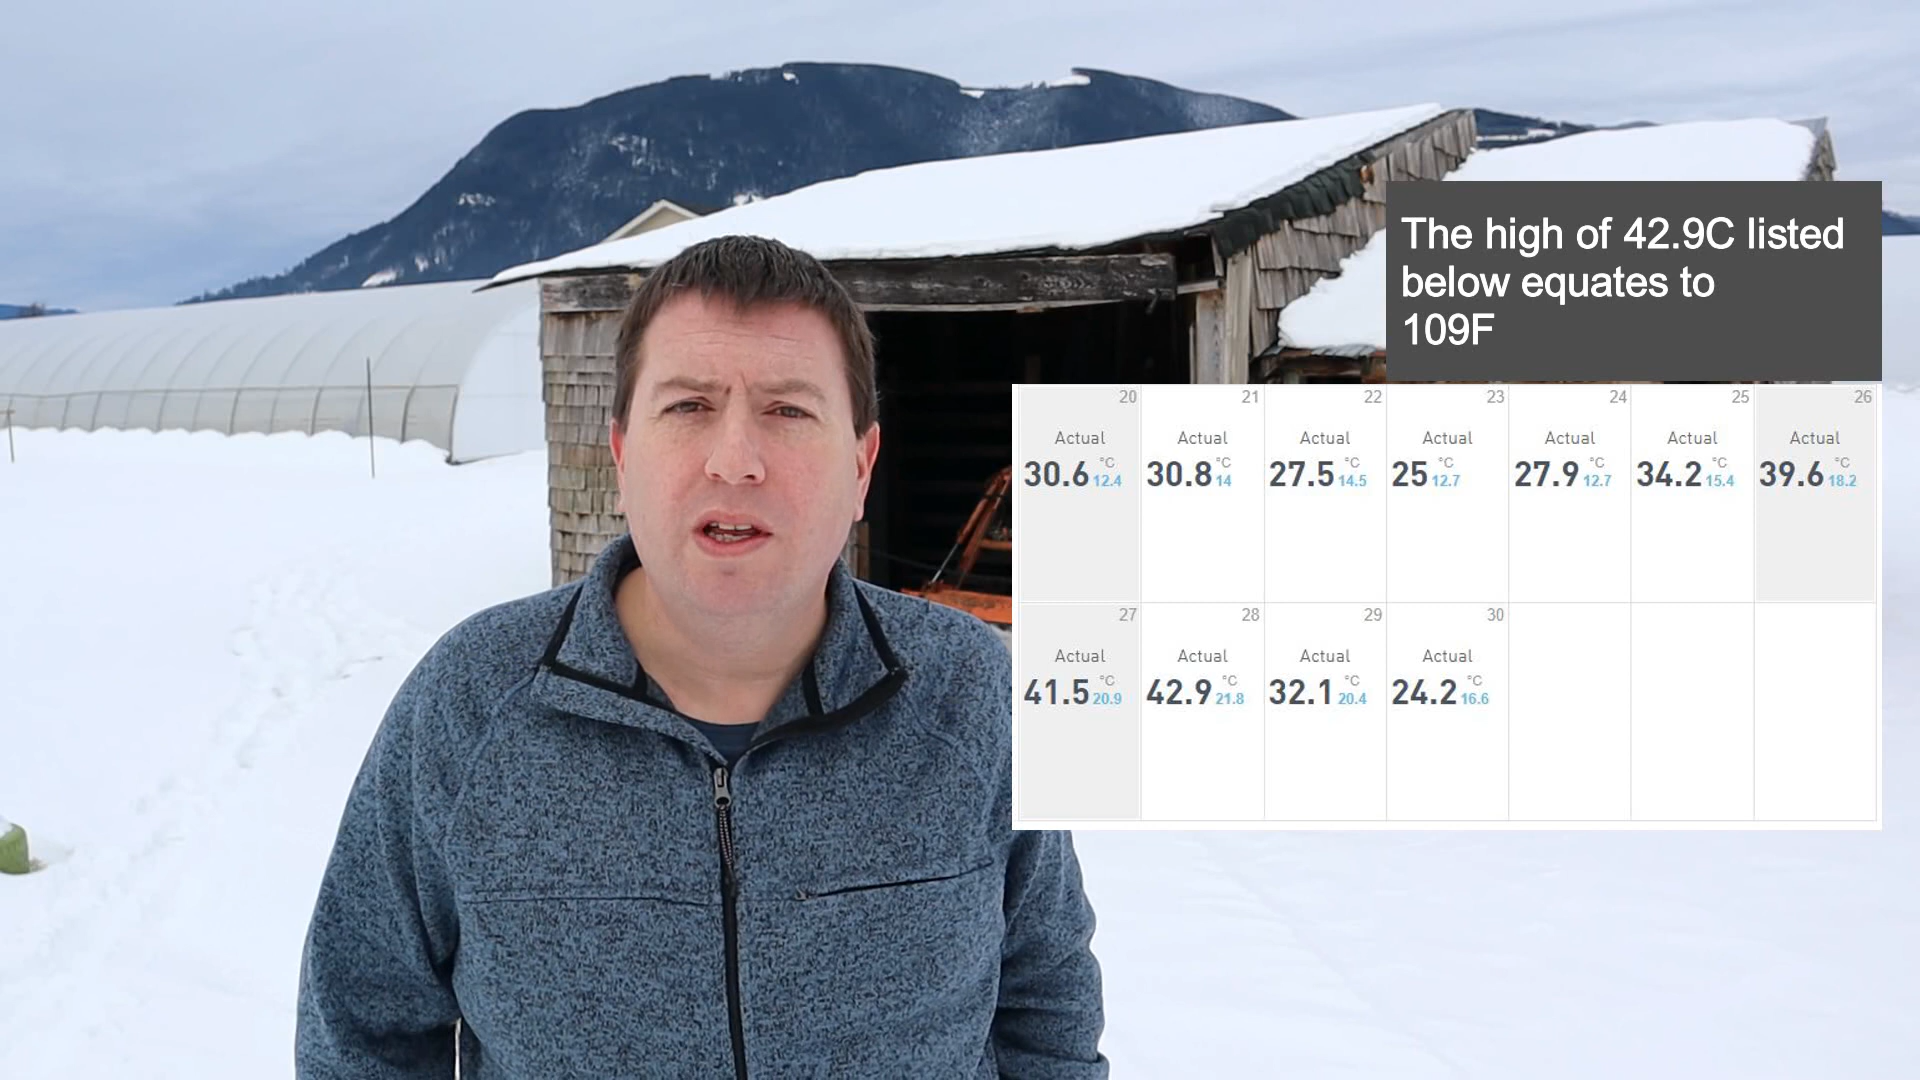 The high of 42.9C listed
below equates to
109F
20 21 22 23 24 25 26
Actual Actual Actual Actual Actual Actual Actual
30.6 °C 12.4 30.8 °C 14 27.5 °C 14.5 25 °C 12.7 27.9 °C 12.7 34.2 °C 15.4 39.6 °C 18.2
27 28 29 30
Actual Actual Actual Actual
41.5 °C 20.9 42.9 °C 21.8 32.1 °C 20.4 24.2 °C 16.6